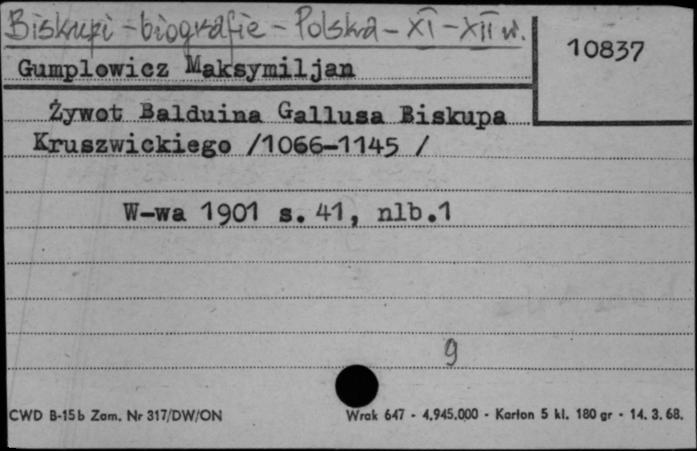 Biskupi - biografie - Polska - XI - XII w.
10837
Gumplowicz Maksymiljan
Żywot Balduina Gallusa Biskupa
Kruszwickiego /1066-1145 /
W-wa 1901 s. 41, nlb.1
9
CWD B-15b Zam. Nr 317/DW/ON
Wrak 647 - 4.945.000 - Karton 5 kl. 180 gr - 14. 3. 68.